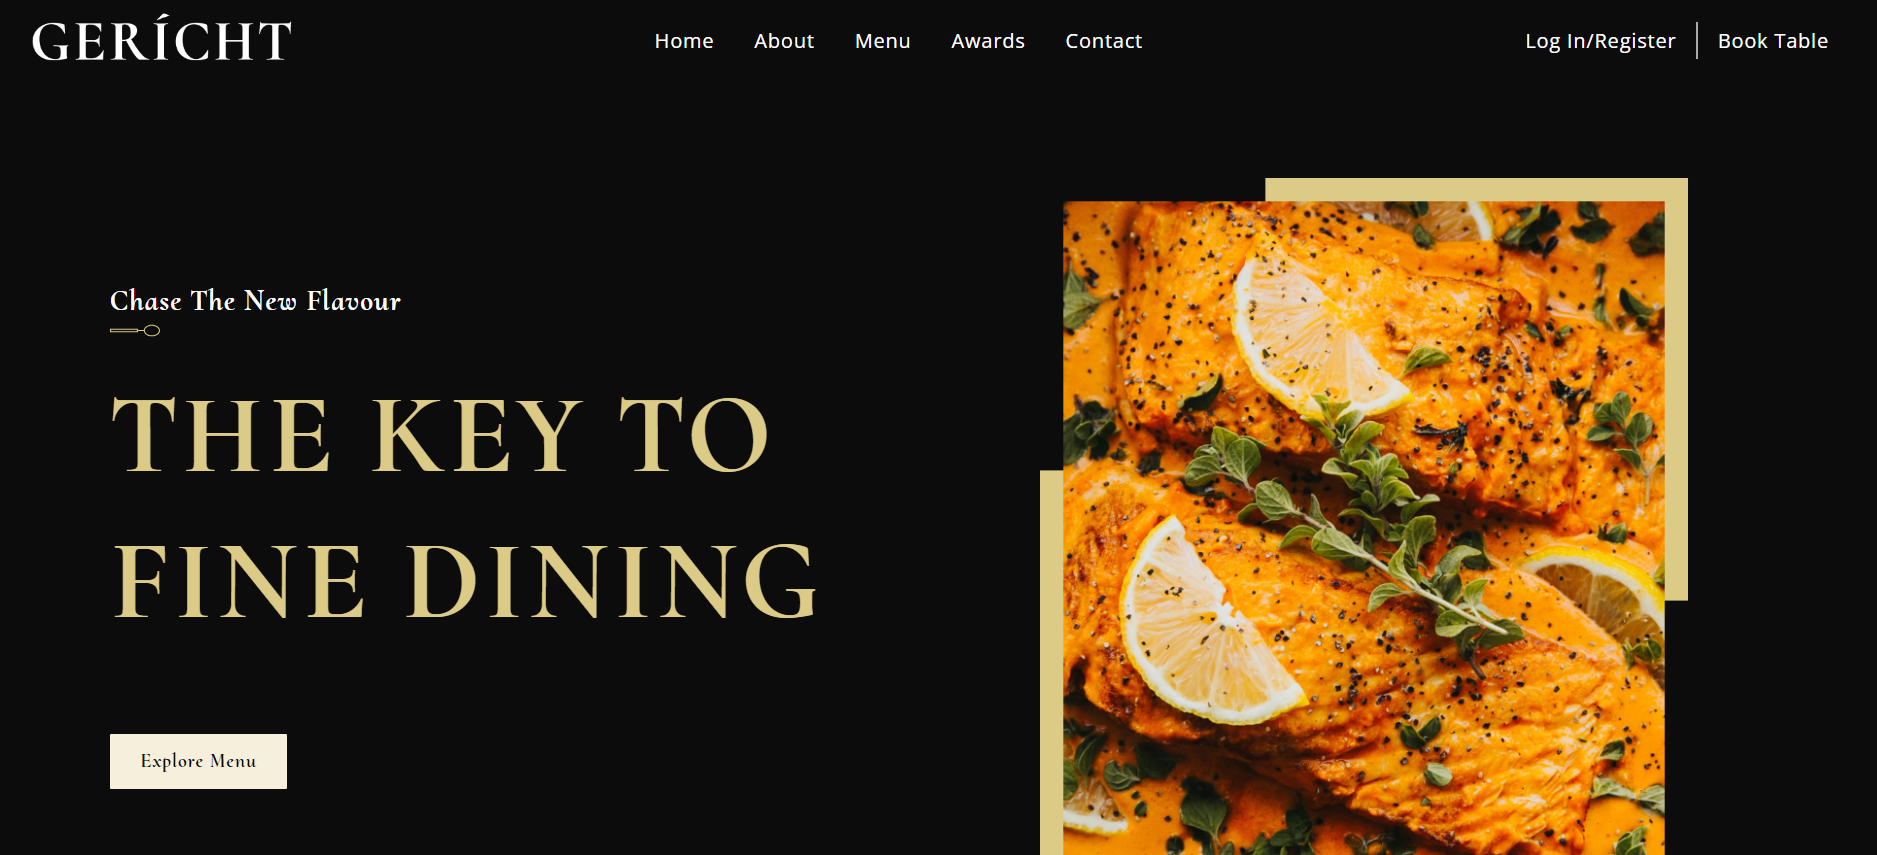 GERÍCHT
Home About Menu Awards Contact
Log In/Register Book Table
Chase The New Flavour
THE KEY TO
FINE DINING
Explore Menu